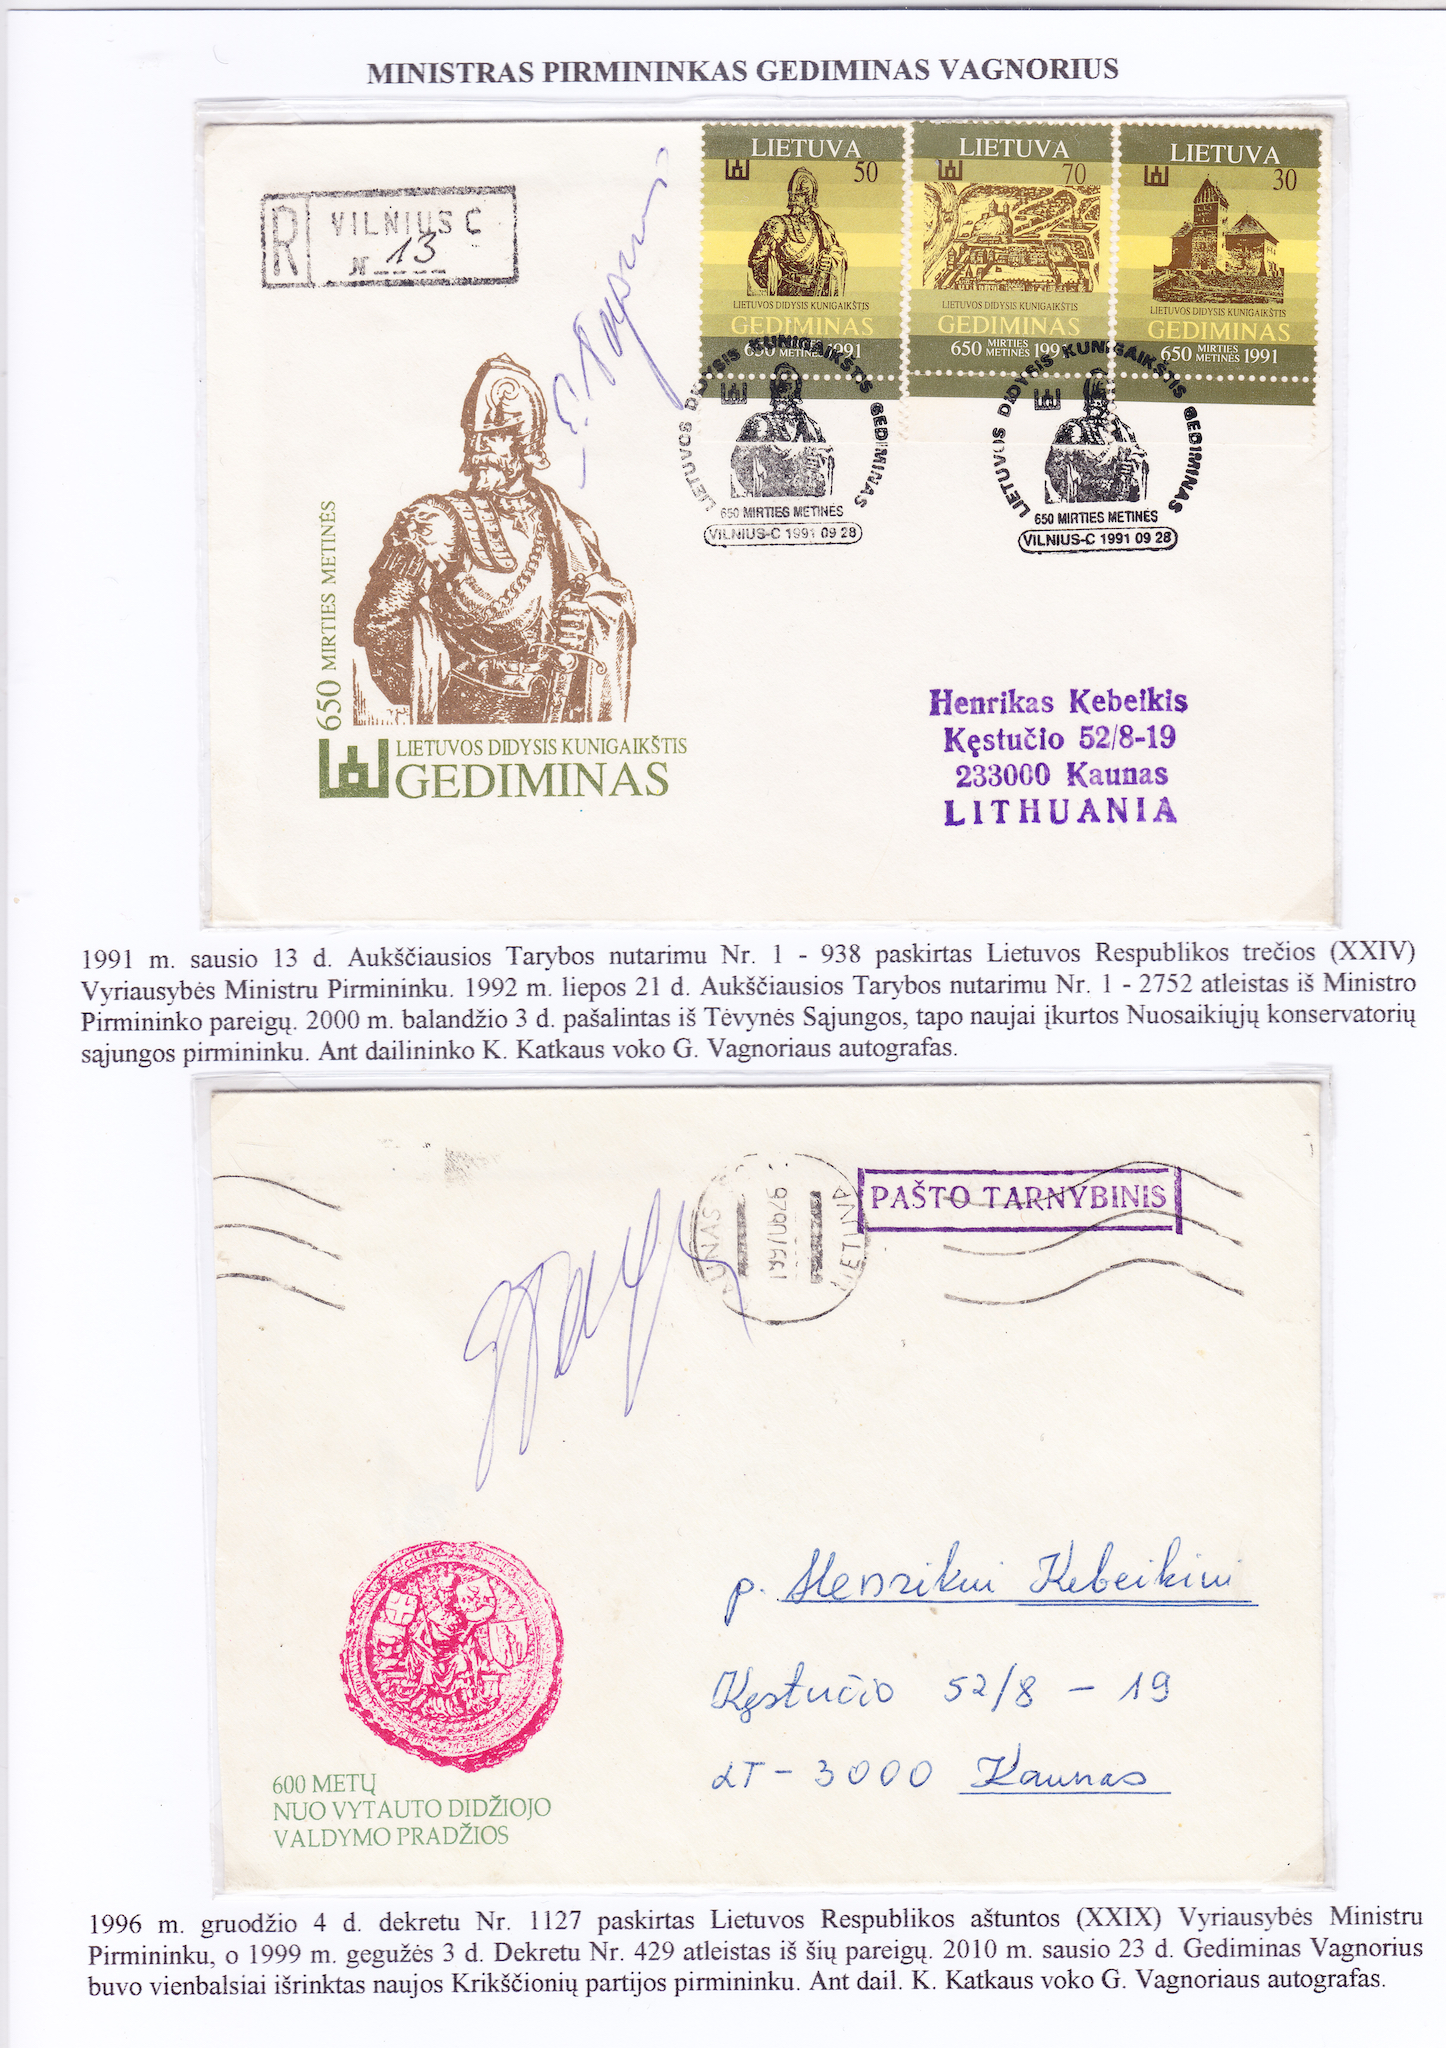 MINISTRAS PIRMININKAS GEDIMINAS VAGNORIUS
R VILNIUS C
N 13
LIETUVA
50
LIETUVOS DIDYSIS KUNIGAIKŠTIS
GEDIMINAS
650 MIRTIES METINĖS 1991
LIETUVA
70
LIETUVOS DIDYSIS KUNIGAIKŠTIS
GEDIMINAS
650 MIRTIES METINĖS 1991
LIETUVA
30
LIETUVOS DIDYSIS KUNIGAIKŠTIS
GEDIMINAS
650 MIRTIES METINĖS 1991
LIETUVOS DIDYSIS KUNIGAIKŠTIS GEDIMINAS
650 MIRTIES METINĖS
VILNIUS-C 1991 09 28
LIETUVOS DIDYSIS KUNIGAIKŠTIS GEDIMINAS
650 MIRTIES METINĖS
VILNIUS-C 1991 09 28
650 MIRTIES METINĖS
LIETUVOS DIDYSIS KUNIGAIKŠTIS
GEDIMINAS
Henrikas Kebeikis
Kęstučio 52/8-19
233000 Kaunas
LITHUANIA
1991 m. sausio 13 d. Aukščiausios Tarybos nutarimu Nr. 1 - 938 paskirtas Lietuvos Respublikos trečios (XXIV)
Vyriausybės Ministru Pirmininku. 1992 m. liepos 21 d. Aukščiausios Tarybos nutarimu Nr. 1 - 2752 atleistas iš Ministro
Pirmininko pareigų. 2000 m. balandžio 3 d. pašalintas iš Tėvynės Sąjungos, tapo naujai įkurtos Nuosaikiųjų konservatorių
sąjungos pirmininku. Ant dailininko K. Katkaus voko G. Vagnoriaus autografas.
PAŠTO TARNYBINIS
LIETUVA
p. Henrikui Kebeikiui
Kęstučio 52/8 - 19
LT - 3000 Kaunas
600 METŲ
NUO VYTAUTO DIDŽIOJO
VALDYMO PRADŽIOS
1996 m. gruodžio 4 d. dekretu Nr. 1127 paskirtas Lietuvos Respublikos aštuntos (XXIX) Vyriausybės Ministru
Pirmininku, o 1999 m. gegužės 3 d. Dekretu Nr. 429 atleistas iš šių pareigų. 2010 m. sausio 23 d. Gediminas Vagnorius
buvo vienbalsiai išrinktas naujos Krikščionių partijos pirmininku. Ant dail. K. Katkaus voko G. Vagnoriaus autografas.